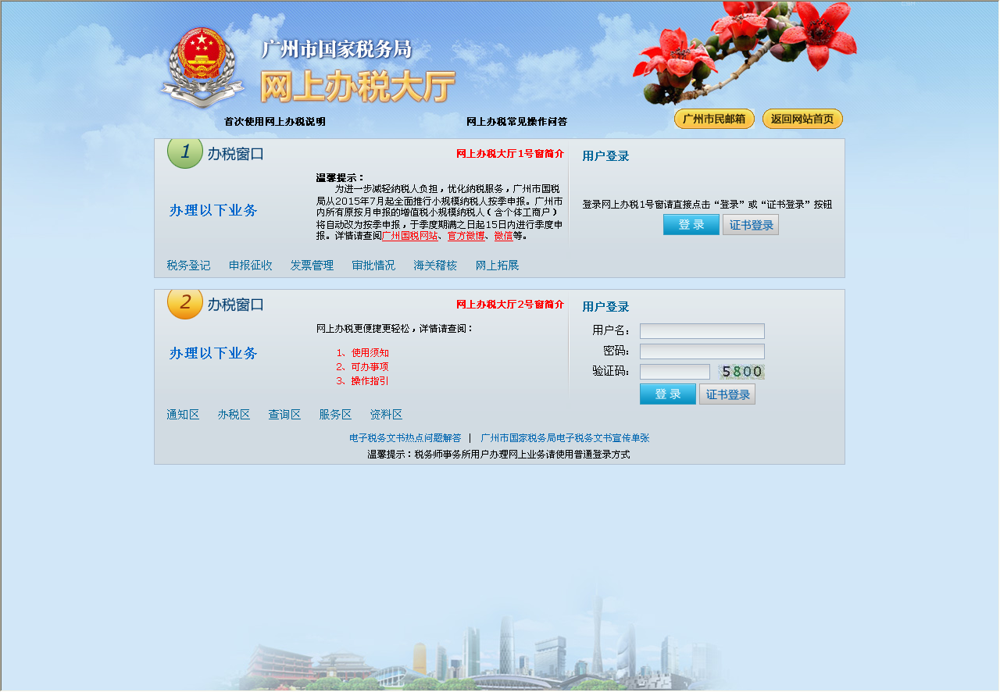 广州市国家税务局
网上办税大厅
首次使用网上办税说明
网上办税常见操作问答
广州市民邮箱
返回网站首页
1 办税窗口
网上办税大厅1号窗简介
用户登录
温馨提示：
为进一步减轻纳税人负担，优化纳税服务，广州市国税
局从2015年7月起全面推行小规模纳税人按季申报。广州市
内所有原按月申报的增值税小规模纳税人（含个体工商户）
将自动改为按季申报，于季度期满之日起15日内进行季度申
报。详情请查阅广州国税网站、官方微博、微信等。
办理以下业务
登录网上办税1号窗请直接点击“登录”或“证书登录”按钮
登 录
证书登录
税务登记 申报征收 发票管理 审批情况 海关稽核 网上拓展
2 办税窗口
网上办税大厅2号窗简介
用户登录
网上办税更便捷更轻松，详情请查阅：
办理以下业务
1、使用须知
2、可办事项
3、操作指引
用户名：
密码：
验证码： 5800
登 录
证书登录
通知区 办税区 查询区 服务区 资料区
电子税务文书热点问题解答 | 广州市国家税务局电子税务文书宣传单张
温馨提示：税务师事务所用户办理网上业务请使用普通登录方式